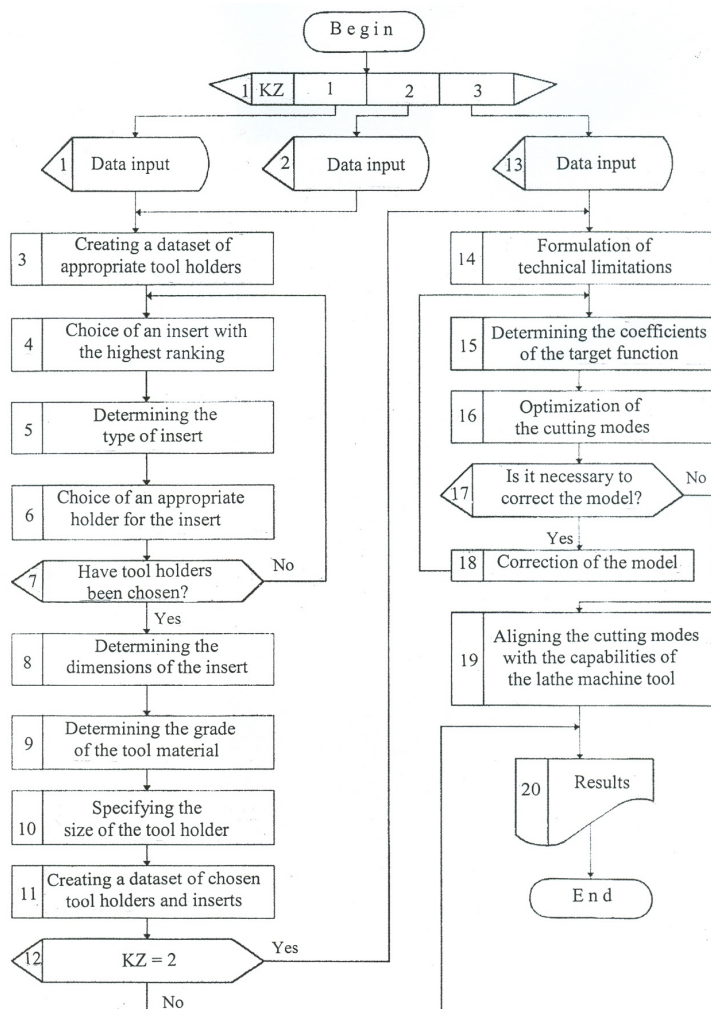 Begin
1 KZ 1 2 3
1 Data input
2 Data input
13 Data input
3 Creating a dataset of
appropriate tool holders
4 Choice of an insert with
the highest ranking
5 Determining the
type of insert
6 Choice of an appropriate
holder for the insert
7 Have tool holders
been chosen?
No
Yes
8 Determining the
dimensions of the insert
9 Determining the grade
of the tool material
10 Specifying the
size of the tool holder
11 Creating a dataset of chosen
tool holders and inserts
12 KZ = 2
Yes
No
14 Formulation of
technical limitations
15 Determining the coefficients
of the target function
16 Optimization of
the cutting modes
17 Is it necessary to
correct the model?
No
Yes
18 Correction of the model
19 Aligning the cutting modes
with the capabilities of
the lathe machine tool
20 Results
End